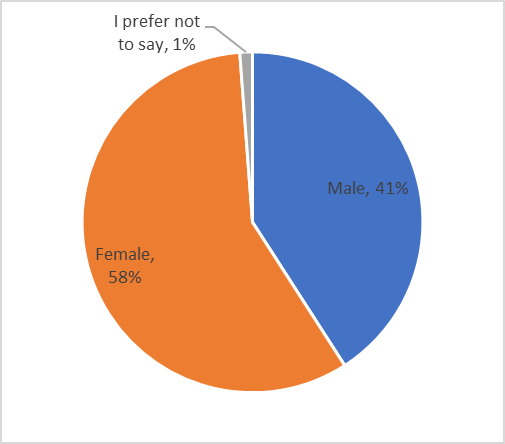 I prefer not
to say, 1%
Male, 41%
Female,
58%